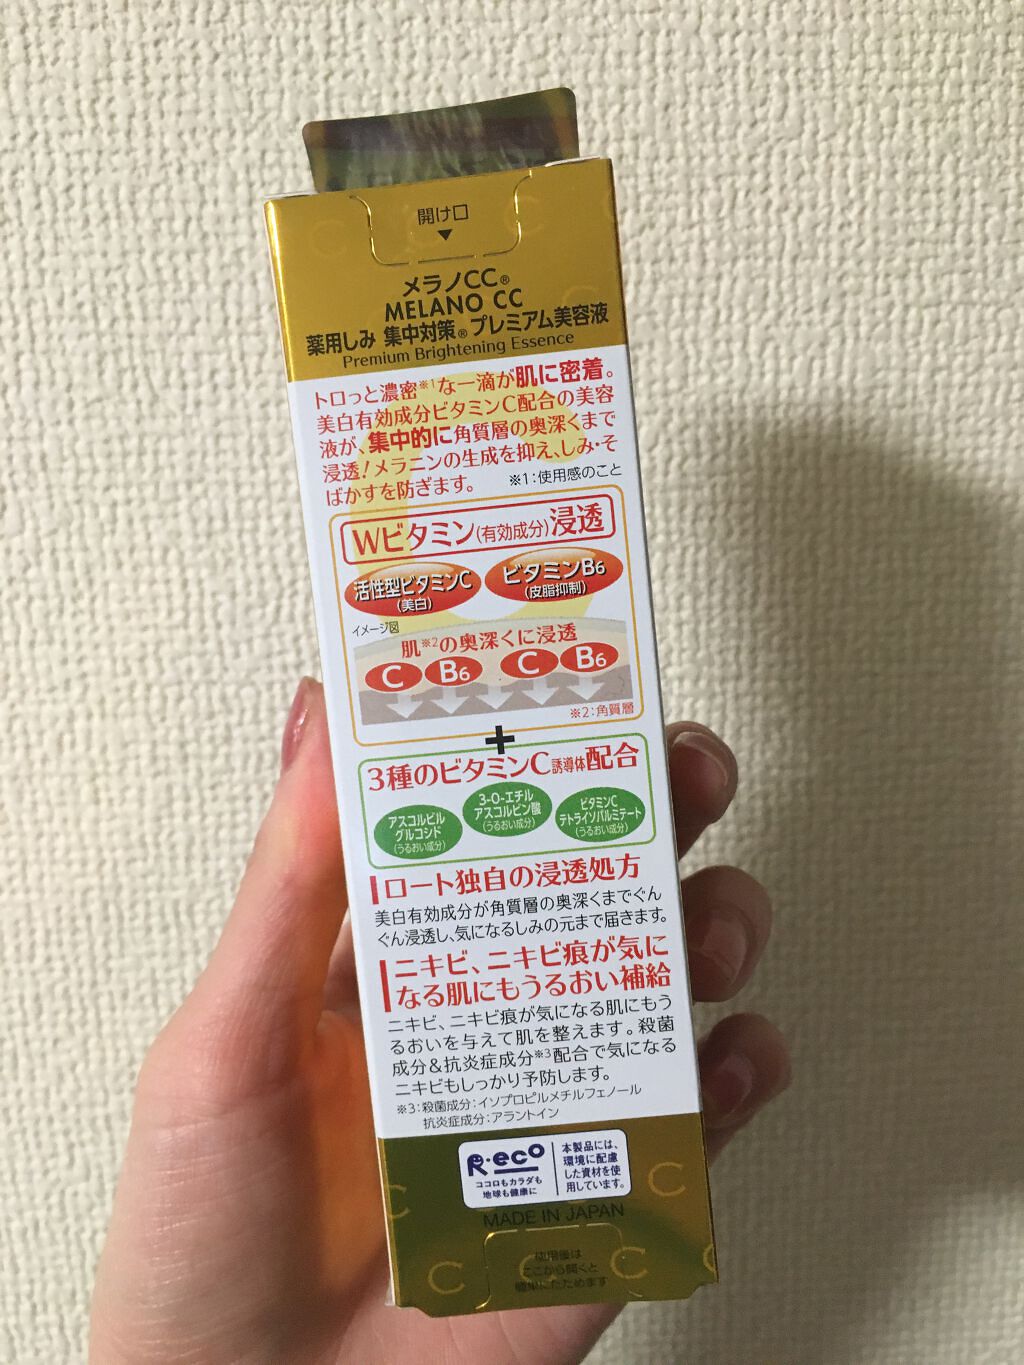 開け口
▼
メラノCC®
MELANO CC
薬用しみ 集中対策®プレミアム美容液
Premium Brightening Essence
トロっと濃密※1な一滴が肌に密着。
美白有効成分ビタミンC配合の美容
液が、集中的に角質層の奥深くまで
浸透!メラニンの生成を抑え、しみ・そ
ばかすを防ぎます。 ※1:使用感のこと
Wビタミン(有効成分)浸透
活性型ビタミンC
(美白)
ビタミンB6
(皮脂抑制)
イメージ図
肌※2の奥深くに浸透
C B6 C B6
※2:角質層
+
3種のビタミンC誘導体配合
アスコルビル
グルコシド
(うるおい成分)
3-O-エチル
アスコルビン酸
(うるおい成分)
ビタミンC
テトライソパルミテート
(うるおい成分)
ロート独自の浸透処方
美白有効成分が角質層の奥深くまでぐん
ぐん浸透し、気になるしみの元まで届きます。
ニキビ、ニキビ痕が気に
なる肌にもうるおい補給
ニキビ、ニキビ痕が気になる肌にもう
るおいを与えて肌を整えます。殺菌
成分&抗炎症成分※3配合で気になる
ニキビもしっかり予防します。
※3:殺菌成分:イソプロピルメチルフェノール
抗炎症成分:アラントイン
R・eco
ココロもカラダも
地球も健康に
本製品には、
環境に配慮
した資材を使
用しています。
MADE IN JAPAN
使用後は
ここから開くと
簡単にたためます